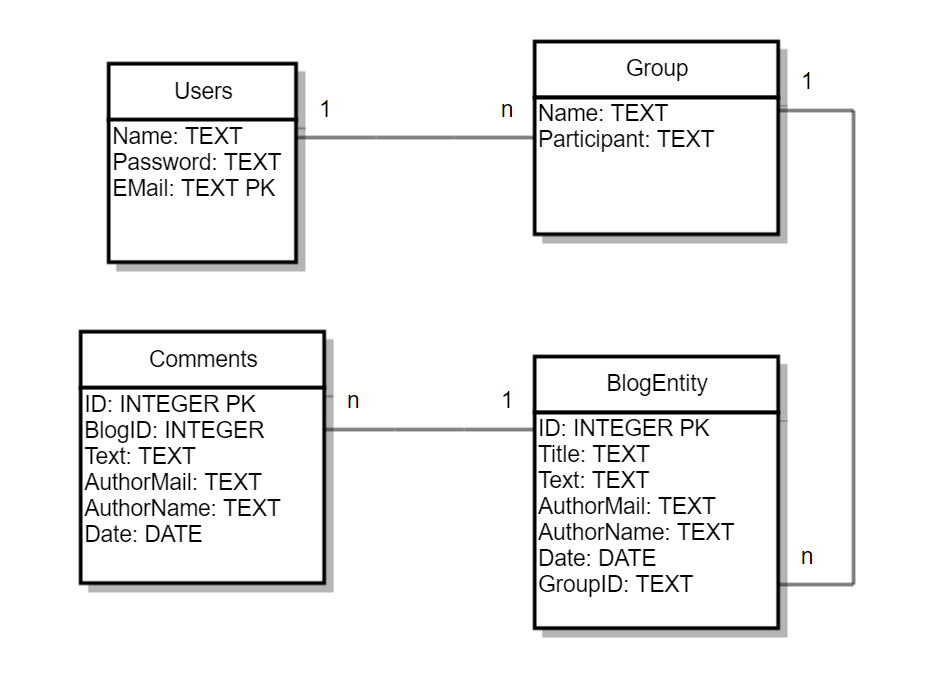 Users
Name: TEXT
Password: TEXT
EMail: TEXT PK
1
n
Group
Name: TEXT
Participant: TEXT
1
Comments
ID: INTEGER PK
BlogID: INTEGER
Text: TEXT
AuthorMail: TEXT
AuthorName: TEXT
Date: DATE
n
1
BlogEntity
ID: INTEGER PK
Title: TEXT
Text: TEXT
AuthorMail: TEXT
AuthorName: TEXT
Date: DATE
GroupID: TEXT
n